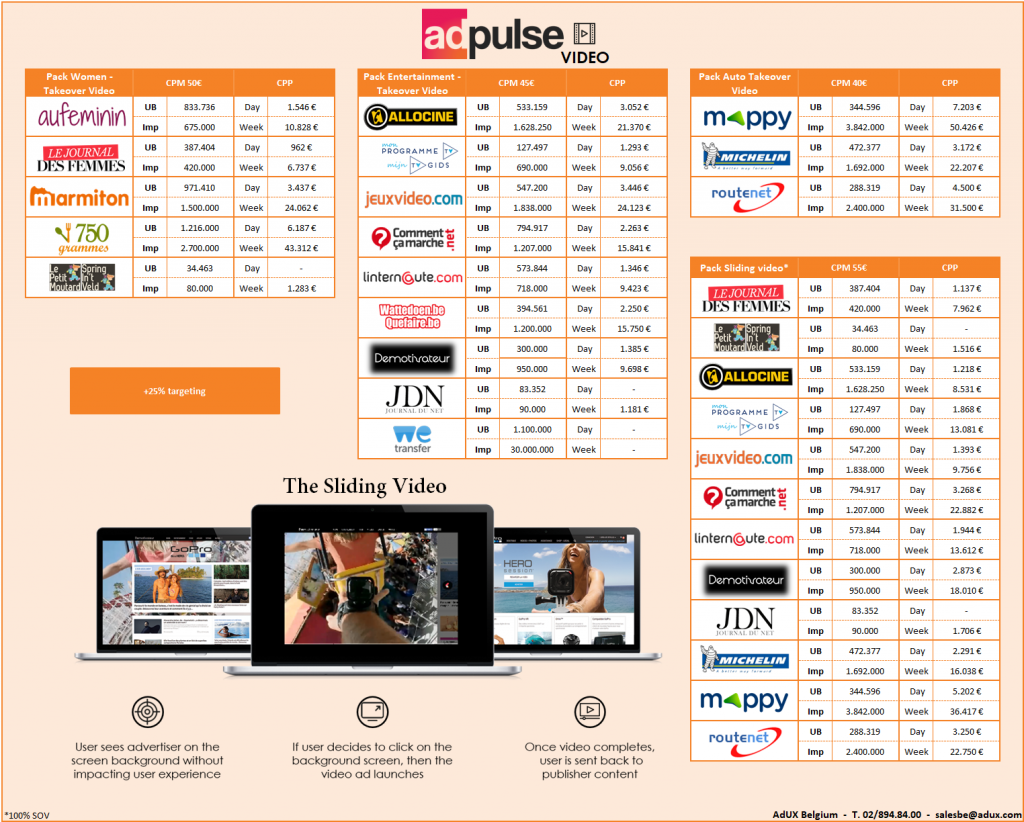 adpulse
VIDEO
Pack Women - Takeover Video CPM 50€ CPP
aufeminin UB 833.736 Day 1.546 €
Imp 675.000 Week 10.828 €
LE JOURNAL DES FEMMES UB 387.404 Day 962 €
Imp 420.000 Week 6.737 €
marmiton UB 971.410 Day 3.437 €
Imp 1.500.000 Week 24.062 €
750 grammes UB 1.216.000 Day 6.187 €
Imp 2.700.000 Week 43.312 €
Le Petit Moutard Spring In't Veld UB 34.463 Day -
Imp 80.000 Week 1.283 €
+25% targeting
Pack Entertainment - Takeover Video CPM 45€ CPP
ALLOCINE UB 533.159 Day 3.052 €
Imp 1.628.250 Week 21.370 €
mon PROGRAMME TV mijn TV GIDS UB 127.497 Day 1.293 €
Imp 690.000 Week 9.056 €
jeuxvideo.com UB 547.200 Day 3.446 €
Imp 1.838.000 Week 24.123 €
Comment ça marche.net UB 794.917 Day 2.263 €
Imp 1.207.000 Week 15.841 €
linternaute.com UB 573.844 Day 1.346 €
Imp 718.000 Week 9.423 €
Wattedoen.be Quefaire.be UB 394.561 Day 2.250 €
Imp 1.200.000 Week 15.750 €
Demotivateur UB 300.000 Day 1.385 €
Imp 950.000 Week 9.698 €
JDN JOURNAL DU NET UB 83.352 Day -
Imp 90.000 Week 1.181 €
we transfer UB 1.100.000 Day -
Imp 30.000.000 Week -
Pack Auto Takeover Video CPM 40€ CPP
mappy UB 344.596 Day 7.203 €
Imp 3.842.000 Week 50.426 €
MICHELIN A better way forward UB 472.377 Day 3.172 €
Imp 1.692.000 Week 22.207 €
routenet UB 288.319 Day 4.500 €
Imp 2.400.000 Week 31.500 €
Pack Sliding video* CPM 55€ CPP
LE JOURNAL DES FEMMES UB 387.404 Day 1.137 €
Imp 420.000 Week 7.962 €
Le Petit Moutard Spring In't Veld UB 34.463 Day -
Imp 80.000 Week 1.516 €
ALLOCINE UB 533.159 Day 1.218 €
Imp 1.628.250 Week 8.531 €
mon PROGRAMME TV mijn TV GIDS UB 127.497 Day 1.868 €
Imp 690.000 Week 13.081 €
jeuxvideo.com UB 547.200 Day 1.393 €
Imp 1.838.000 Week 9.756 €
Comment ça marche.net UB 794.917 Day 3.268 €
Imp 1.207.000 Week 22.882 €
linternaute.com UB 573.844 Day 1.944 €
Imp 718.000 Week 13.612 €
Demotivateur UB 300.000 Day 2.873 €
Imp 950.000 Week 18.010 €
JDN JOURNAL DU NET UB 83.352 Day -
Imp 90.000 Week 1.706 €
MICHELIN A better way forward UB 472.377 Day 2.291 €
Imp 1.692.000 Week 16.038 €
mappy UB 344.596 Day 5.202 €
Imp 3.842.000 Week 36.417 €
routenet UB 288.319 Day 3.250 €
Imp 2.400.000 Week 22.750 €
The Sliding Video
GoPro
HERO
SESSION
User sees advertiser on the
screen background without
impacting user experience
If user decides to click on the
background screen, then the
video ad launches
Once video completes,
user is sent back to
publisher content
*100% SOV
AdUX Belgium - T. 02/894.84.00 - salesbe@adux.com